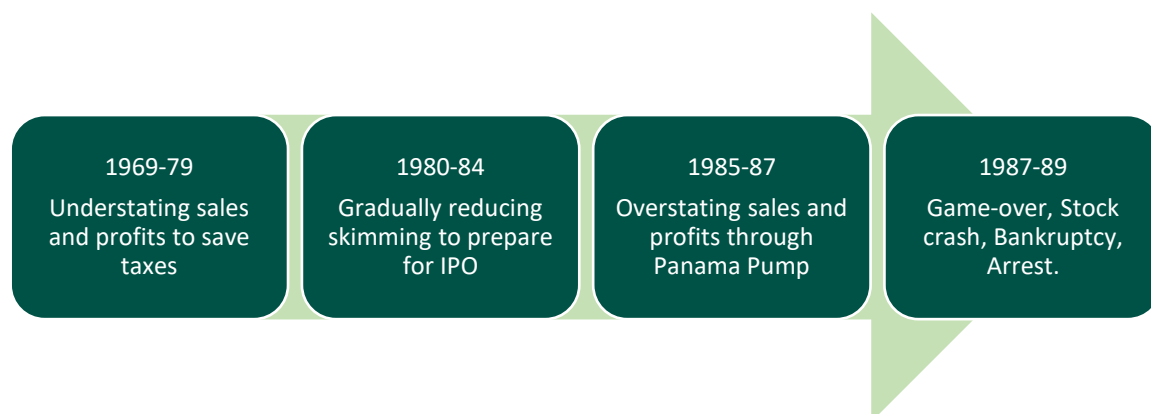 1969-79
Understating sales
and profits to save
taxes
1980-84
Gradually reducing
skimming to prepare
for IPO
1985-87
Overstating sales and
profits through
Panama Pump
1987-89
Game-over, Stock
crash, Bankruptcy,
Arrest.